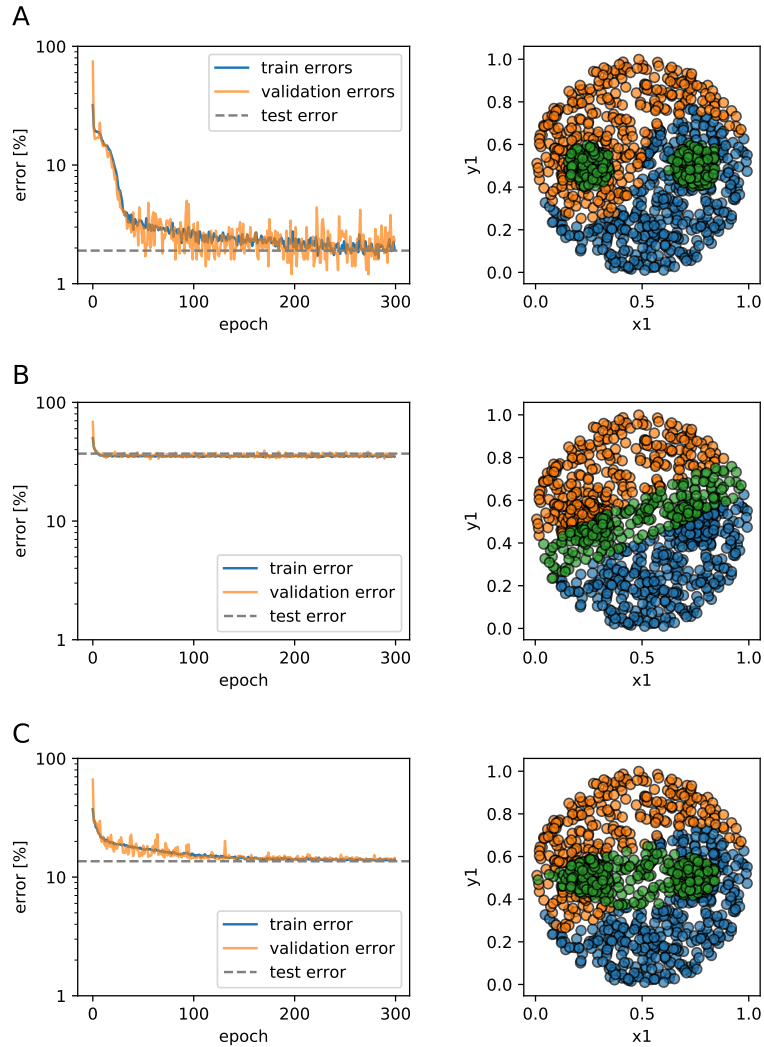 A
100
10
1
error [%]
0
100
200
300
epoch
train errors
validation errors
test error
1.0
0.8
0.6
0.4
0.2
0.0
y1
0.0
0.5
1.0
x1
B
100
10
1
error [%]
0
100
200
300
epoch
train error
validation error
test error
1.0
0.8
0.6
0.4
0.2
0.0
y1
0.0
0.5
1.0
x1
C
100
10
1
error [%]
0
100
200
300
epoch
train error
validation error
test error
1.0
0.8
0.6
0.4
0.2
0.0
y1
0.0
0.5
1.0
x1